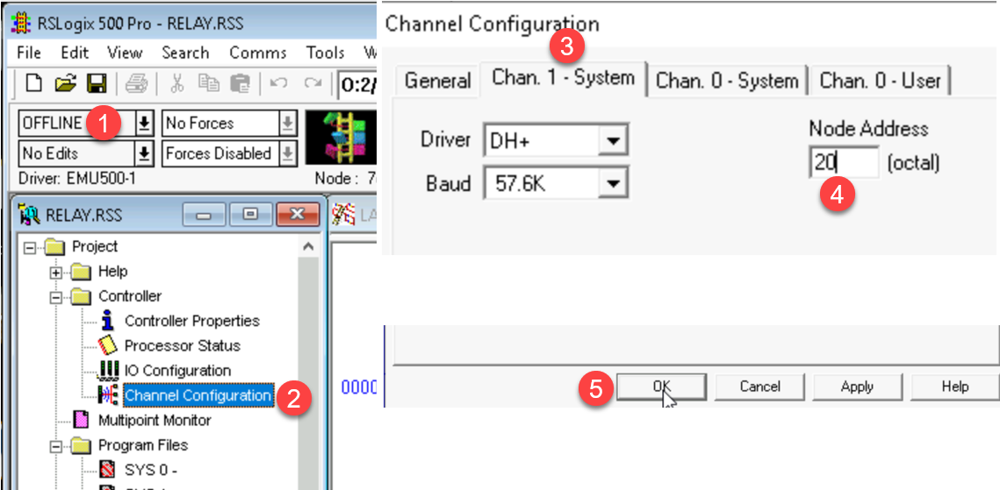 RSLogix 500 Pro - RELAY.RSS
File Edit View Search Comms Tools W
O:2/
OFFLINE 1 No Forces
No Edits Forces Disabled
Driver: EMU500-1 Node : 7
RELAY.RSS LA
Project
Help
Controller
Controller Properties
Processor Status
IO Configuration
Channel Configuration 2
Multipoint Monitor
Program Files
SYS 0 -
0000
Channel Configuration
3
General Chan. 1 - System Chan. 0 - System Chan. 0 - User
Driver DH+
Baud 57.6K
Node Address
20 (octal)
4
5 OK Cancel Apply Help